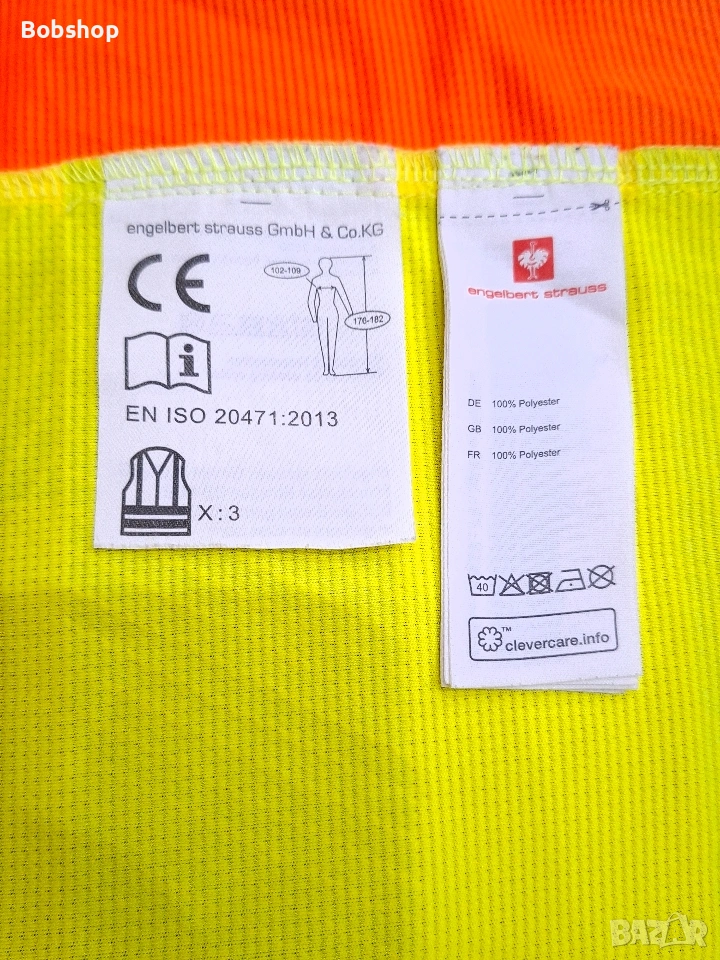 Bobshop
engelbert strauss GmbH & Co.KG
CE
102-109
176-182
i
EN ISO 20471:2013
X : 3
engelbert strauss
DE 100% Polyester
GB 100% Polyester
FR 100% Polyester
40
™
clevercare.info
BAZAR